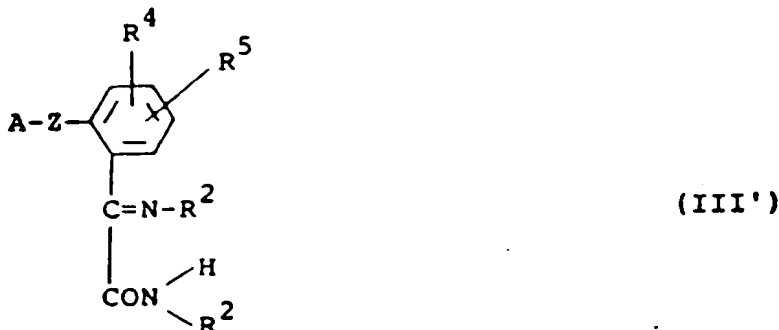 R4
R5
A-Z
C=N-R2 (III')
H
CON
R2